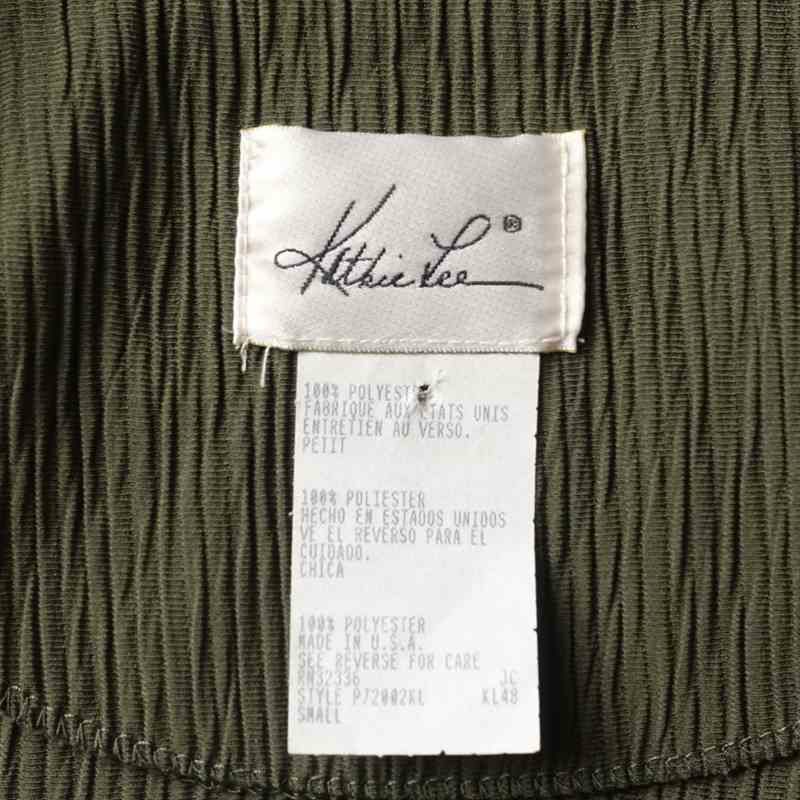 Kathie Lee ®
100% POLYESTER
FABRIQUE AUX ETATS UNIS
ENTRETIEN AU VERSO.
PETIT
100% POLIESTER
HECHO EN ESTADOS UNIDOS
VE EL REVERSO PARA EL
CUIDADO.
CHICA
100% POLYESTER
MADE IN U.S.A.
SEE REVERSE FOR CARE
RN32336 JC
STYLE P72002KL KL48
SMALL